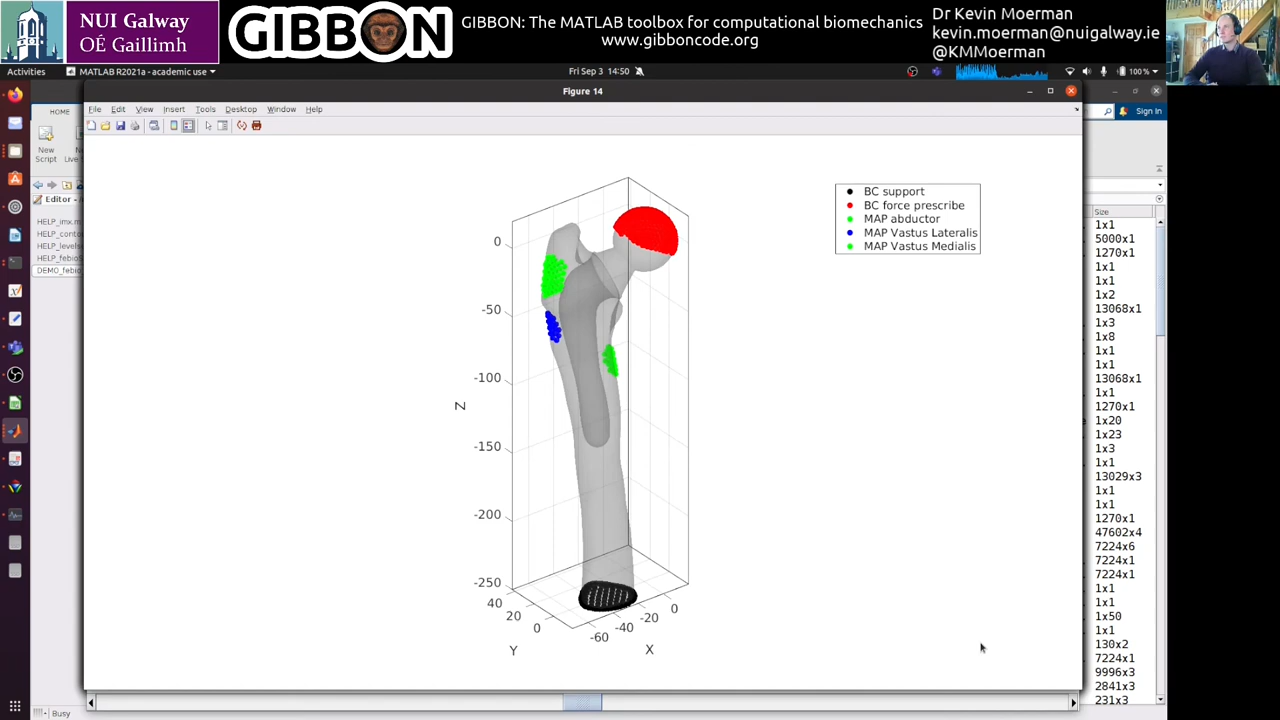 NUI Galway
OÉ Gaillimh
GIBBON
GIBBON: The MATLAB toolbox for computational biomechanics
www.gibboncode.org
Dr Kevin Moerman
kevin.moerman@nuigalway.ie
@KMMoerman
Activities
MATLAB R2021a - academic use
Fri Sep 3 14:50
100%
Figure 14
File Edit View Insert Tools Desktop Window Help
HOME
Sign In
New
Script
Editor -
HELP_imx.m
HELP_conto
HELP_levels
HELP_febio
DEMO_febio
BC support
BC force prescribe
MAP abductor
MAP Vastus Lateralis
MAP Vastus Medialis
0
-50
-100
-150
-200
-250
Z
40
20
0
Y
-60
-40
-20
0
X
Size
1x1
5000x1
1270x1
1x1
1x1
1x2
13068x1
1x3
1x8
1x1
1x1
13068x1
1x1
1270x1
1x20
1x23
1x3
1x1
13029x3
1x1
1x1
1270x1
47602x4
7224x6
7224x1
7224x1
1x1
1x1
1x50
1x1
130x2
7224x1
9996x3
2841x3
231x3
Busy